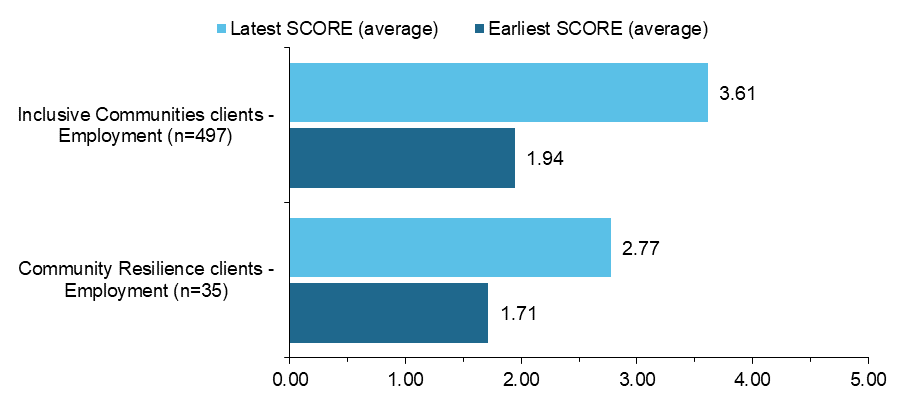 Latest SCORE (average) Earliest SCORE (average)
Inclusive Communities clients -
Employment (n=497)
3.61
1.94
Community Resilience clients -
Employment (n=35)
2.77
1.71
0.00 1.00 2.00 3.00 4.00 5.00